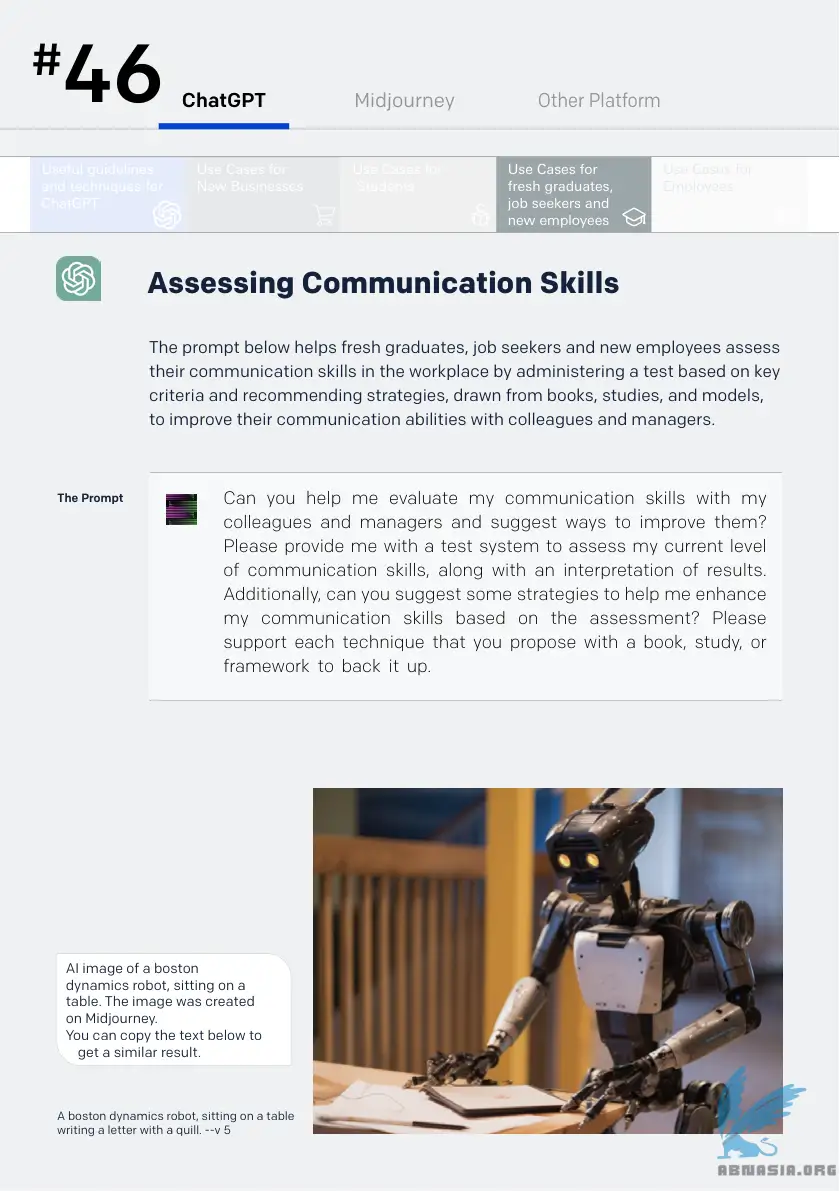 #46
ChatGPT
Midjourney
Other Platform
Useful guidelines
and techniques for
ChatGPT
Use Cases for
New Businesses
Use Cases for
Students
Use Cases for
fresh graduates,
job seekers and
new employees
Use Cases for
Employees
Assessing Communication Skills
The prompt below helps fresh graduates, job seekers and new employees assess
their communication skills in the workplace by administering a test based on key
criteria and recommending strategies, drawn from books, studies, and models,
to improve their communication abilities with colleagues and managers.
The Prompt
Can you help me evaluate my communication skills with my
colleagues and managers and suggest ways to improve them?
Please provide me with a test system to assess my current level
of communication skills, along with an interpretation of results.
Additionally, can you suggest some strategies to help me enhance
my communication skills based on the assessment? Please
support each technique that you propose with a book, study, or
framework to back it up.
AI image of a boston
dynamics robot, sitting on a
table. The image was created
on Midjourney.
You can copy the text below to
get a similar result.
A boston dynamics robot, sitting on a table
writing a letter with a quill. --v 5
ABNASIA.ORG